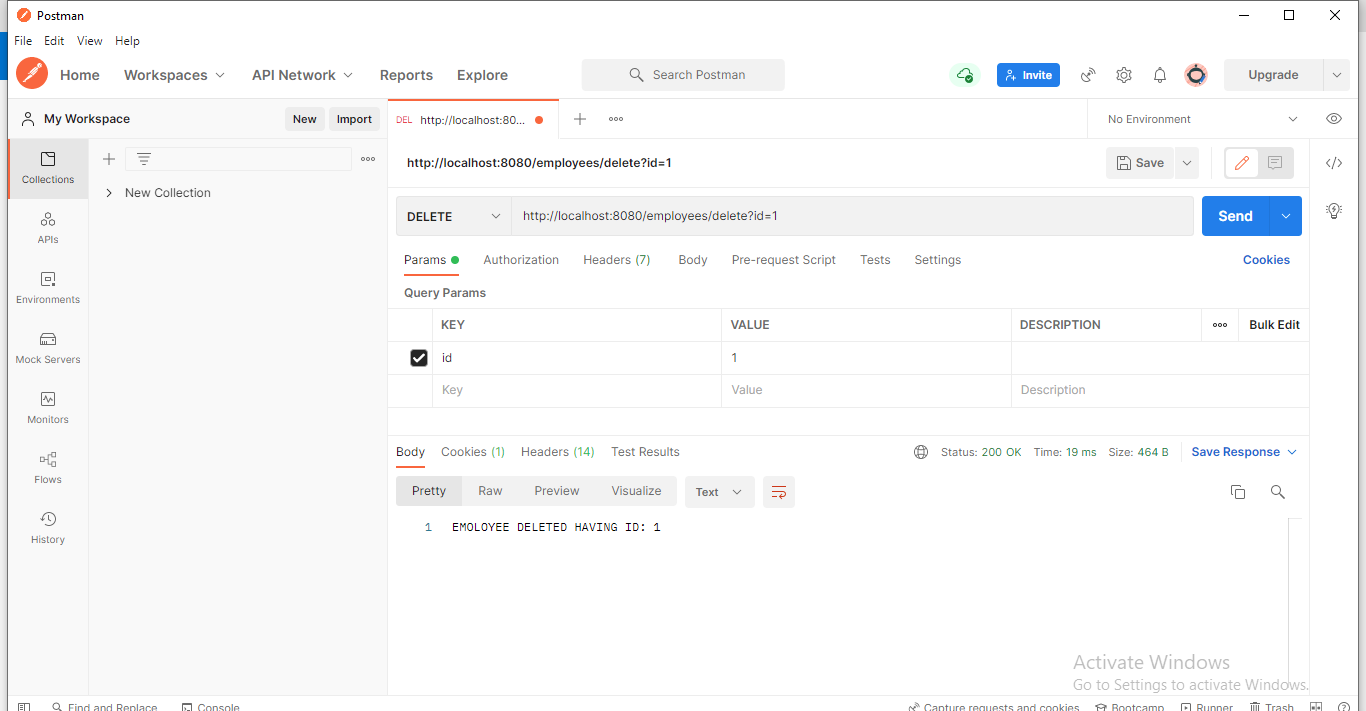 Postman
File Edit View Help
Home Workspaces API Network Reports Explore Search Postman Invite Upgrade
My Workspace New Import DEL http://localhost:80... No Environment
http://localhost:8080/employees/delete?id=1 Save
Collections
New Collection
DELETE http://localhost:8080/employees/delete?id=1 Send
APIs
Params Authorization Headers (7) Body Pre-request Script Tests Settings Cookies
Query Params
Environments
KEY VALUE DESCRIPTION Bulk Edit
Mock Servers
id 1
Key Value Description
Monitors
Body Cookies (1) Headers (14) Test Results Status: 200 OK Time: 19 ms Size: 464 B Save Response
Flows
Pretty Raw Preview Visualize Text
1 EMOLOYEE DELETED HAVING ID: 1
History
Activate Windows
Go to Settings to activate Windows.
Find and Replace Console Capture requests and cookies Bootcamp Runner Trash